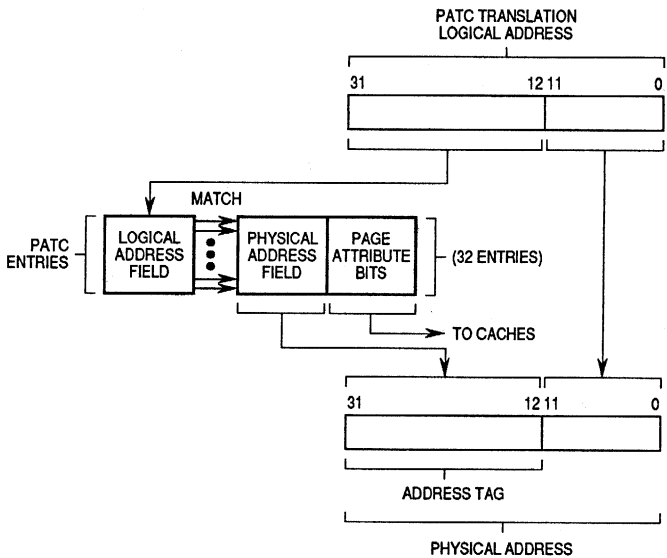 PATC TRANSLATION
LOGICAL ADDRESS
31 12 11 0
MATCH
PATC
ENTRIES
LOGICAL
ADDRESS
FIELD
PHYSICAL
ADDRESS
FIELD
PAGE
ATTRIBUTE
BITS
(32 ENTRIES)
TO CACHES
31 12 11 0
ADDRESS TAG
PHYSICAL ADDRESS